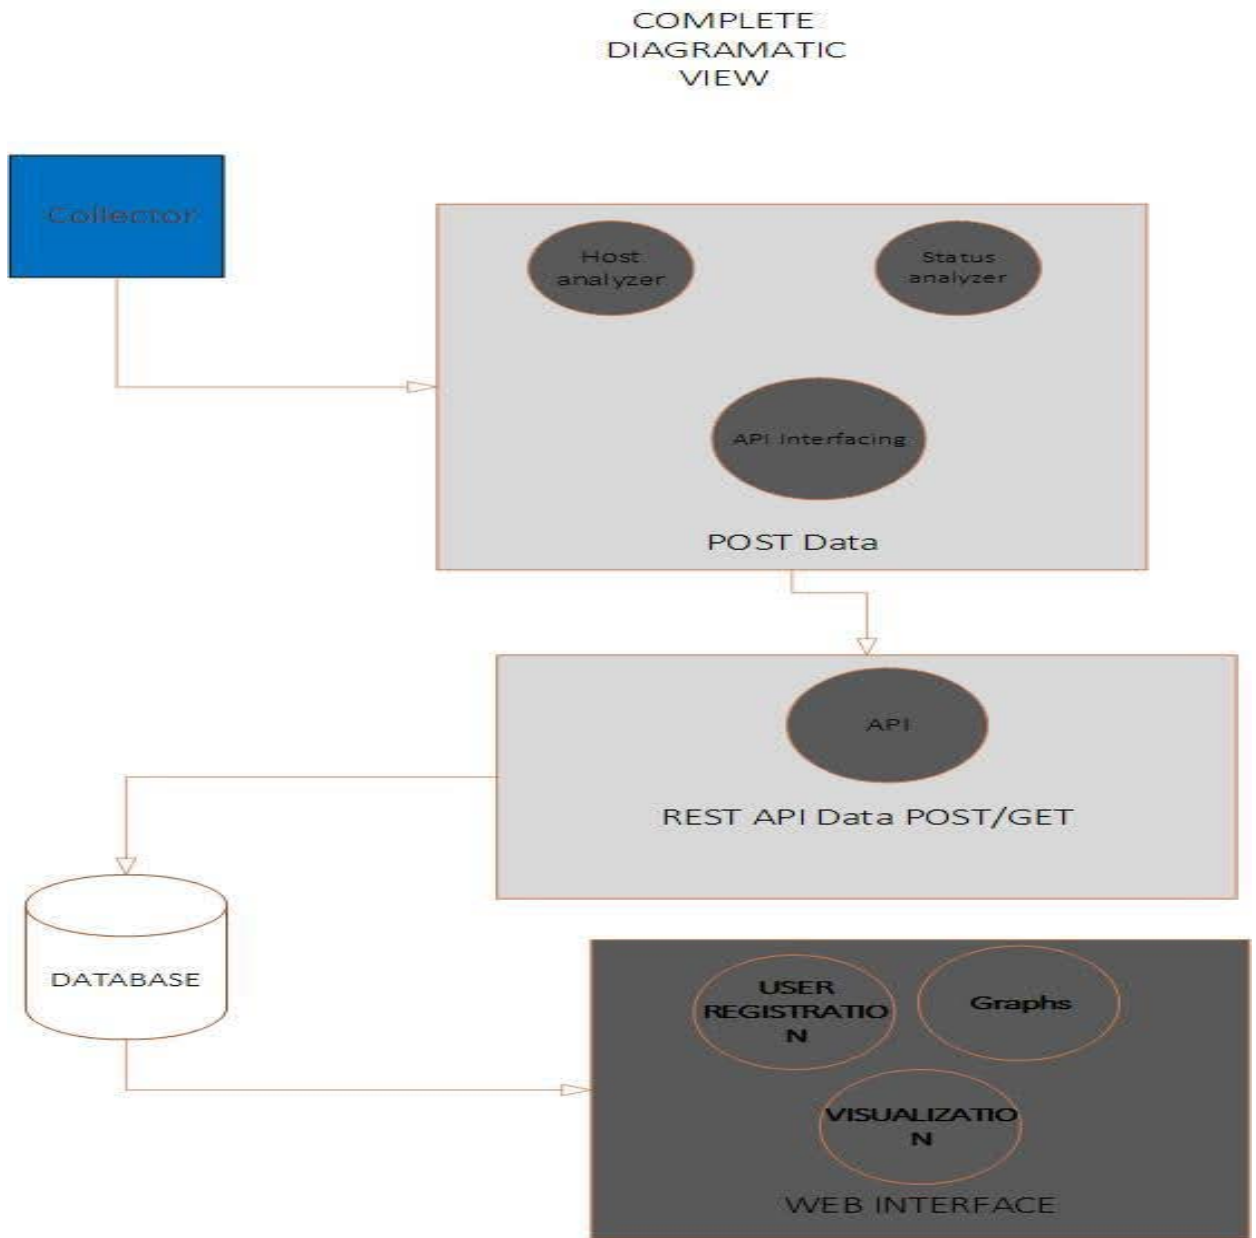 COMPLETE
DIAGRAMATIC
VIEW
Collector
Host
analyzer
Status
analyzer
API Interfacing
POST Data
API
REST API Data POST/GET
DATABASE
USER
REGISTRATIO
N
Graphs
VISUALIZATIO
N
WEB INTERFACE